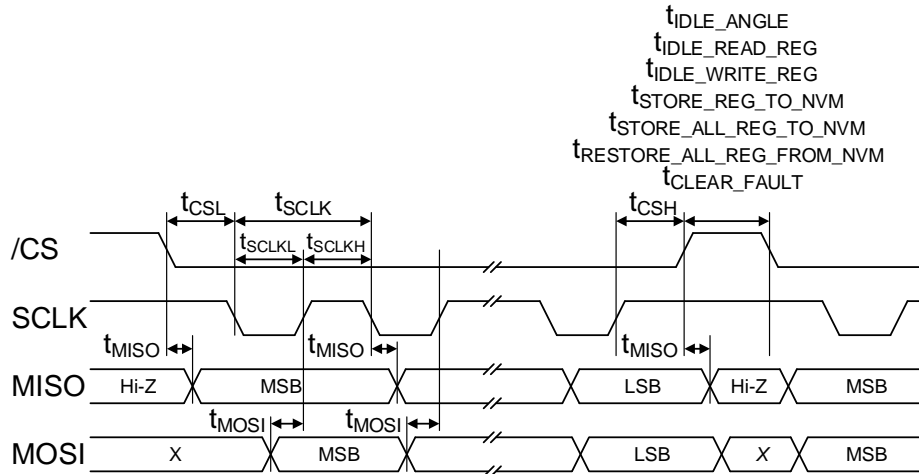 tIDLE_ANGLE
tIDLE_READ_REG
tIDLE_WRITE_REG
tSTORE_REG_TO_NVM
tSTORE_ALL_REG_TO_NVM
tRESTORE_ALL_REG_FROM_NVM
tCLEAR_FAULT
tCSL tSCLK tCSH
tSCLKL tSCLKH
/CS
SCLK
tMISO tMISO tMISO
MISO Hi-Z MSB LSB Hi-Z MSB
tMOSI tMOSI
MOSI X MSB LSB X MSB